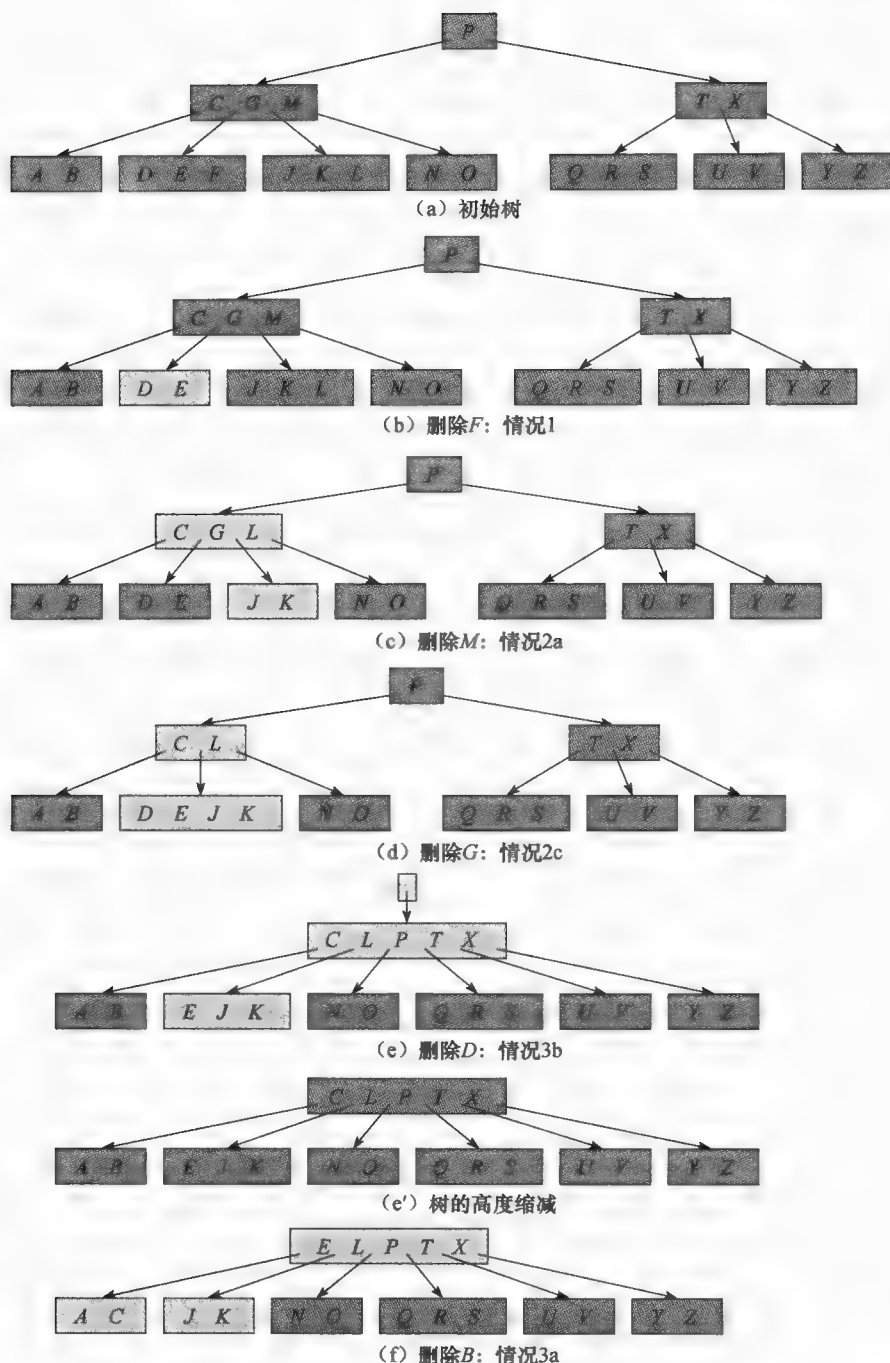 P
C G M T X
A B D E F J K L N O Q R S U V Y Z
（a）初始树
P
C G M T X
A B D E J K L N O Q R S U V Y Z
（b）删除F：情况1
P
C G L T X
A B D E J K N O Q R S U V Y Z
（c）删除M：情况2a
P
C L T X
A B D E J K N O Q R S U V Y Z
（d）删除G：情况2c
C L P T X
A B E J K N O Q R S U V Y Z
（e）删除D：情况3b
C L P T X
A B E J K N O Q R S U V Y Z
（e′）树的高度缩减
E L P T X
A C J K N O Q R S U V Y Z
（f）删除B：情况3a